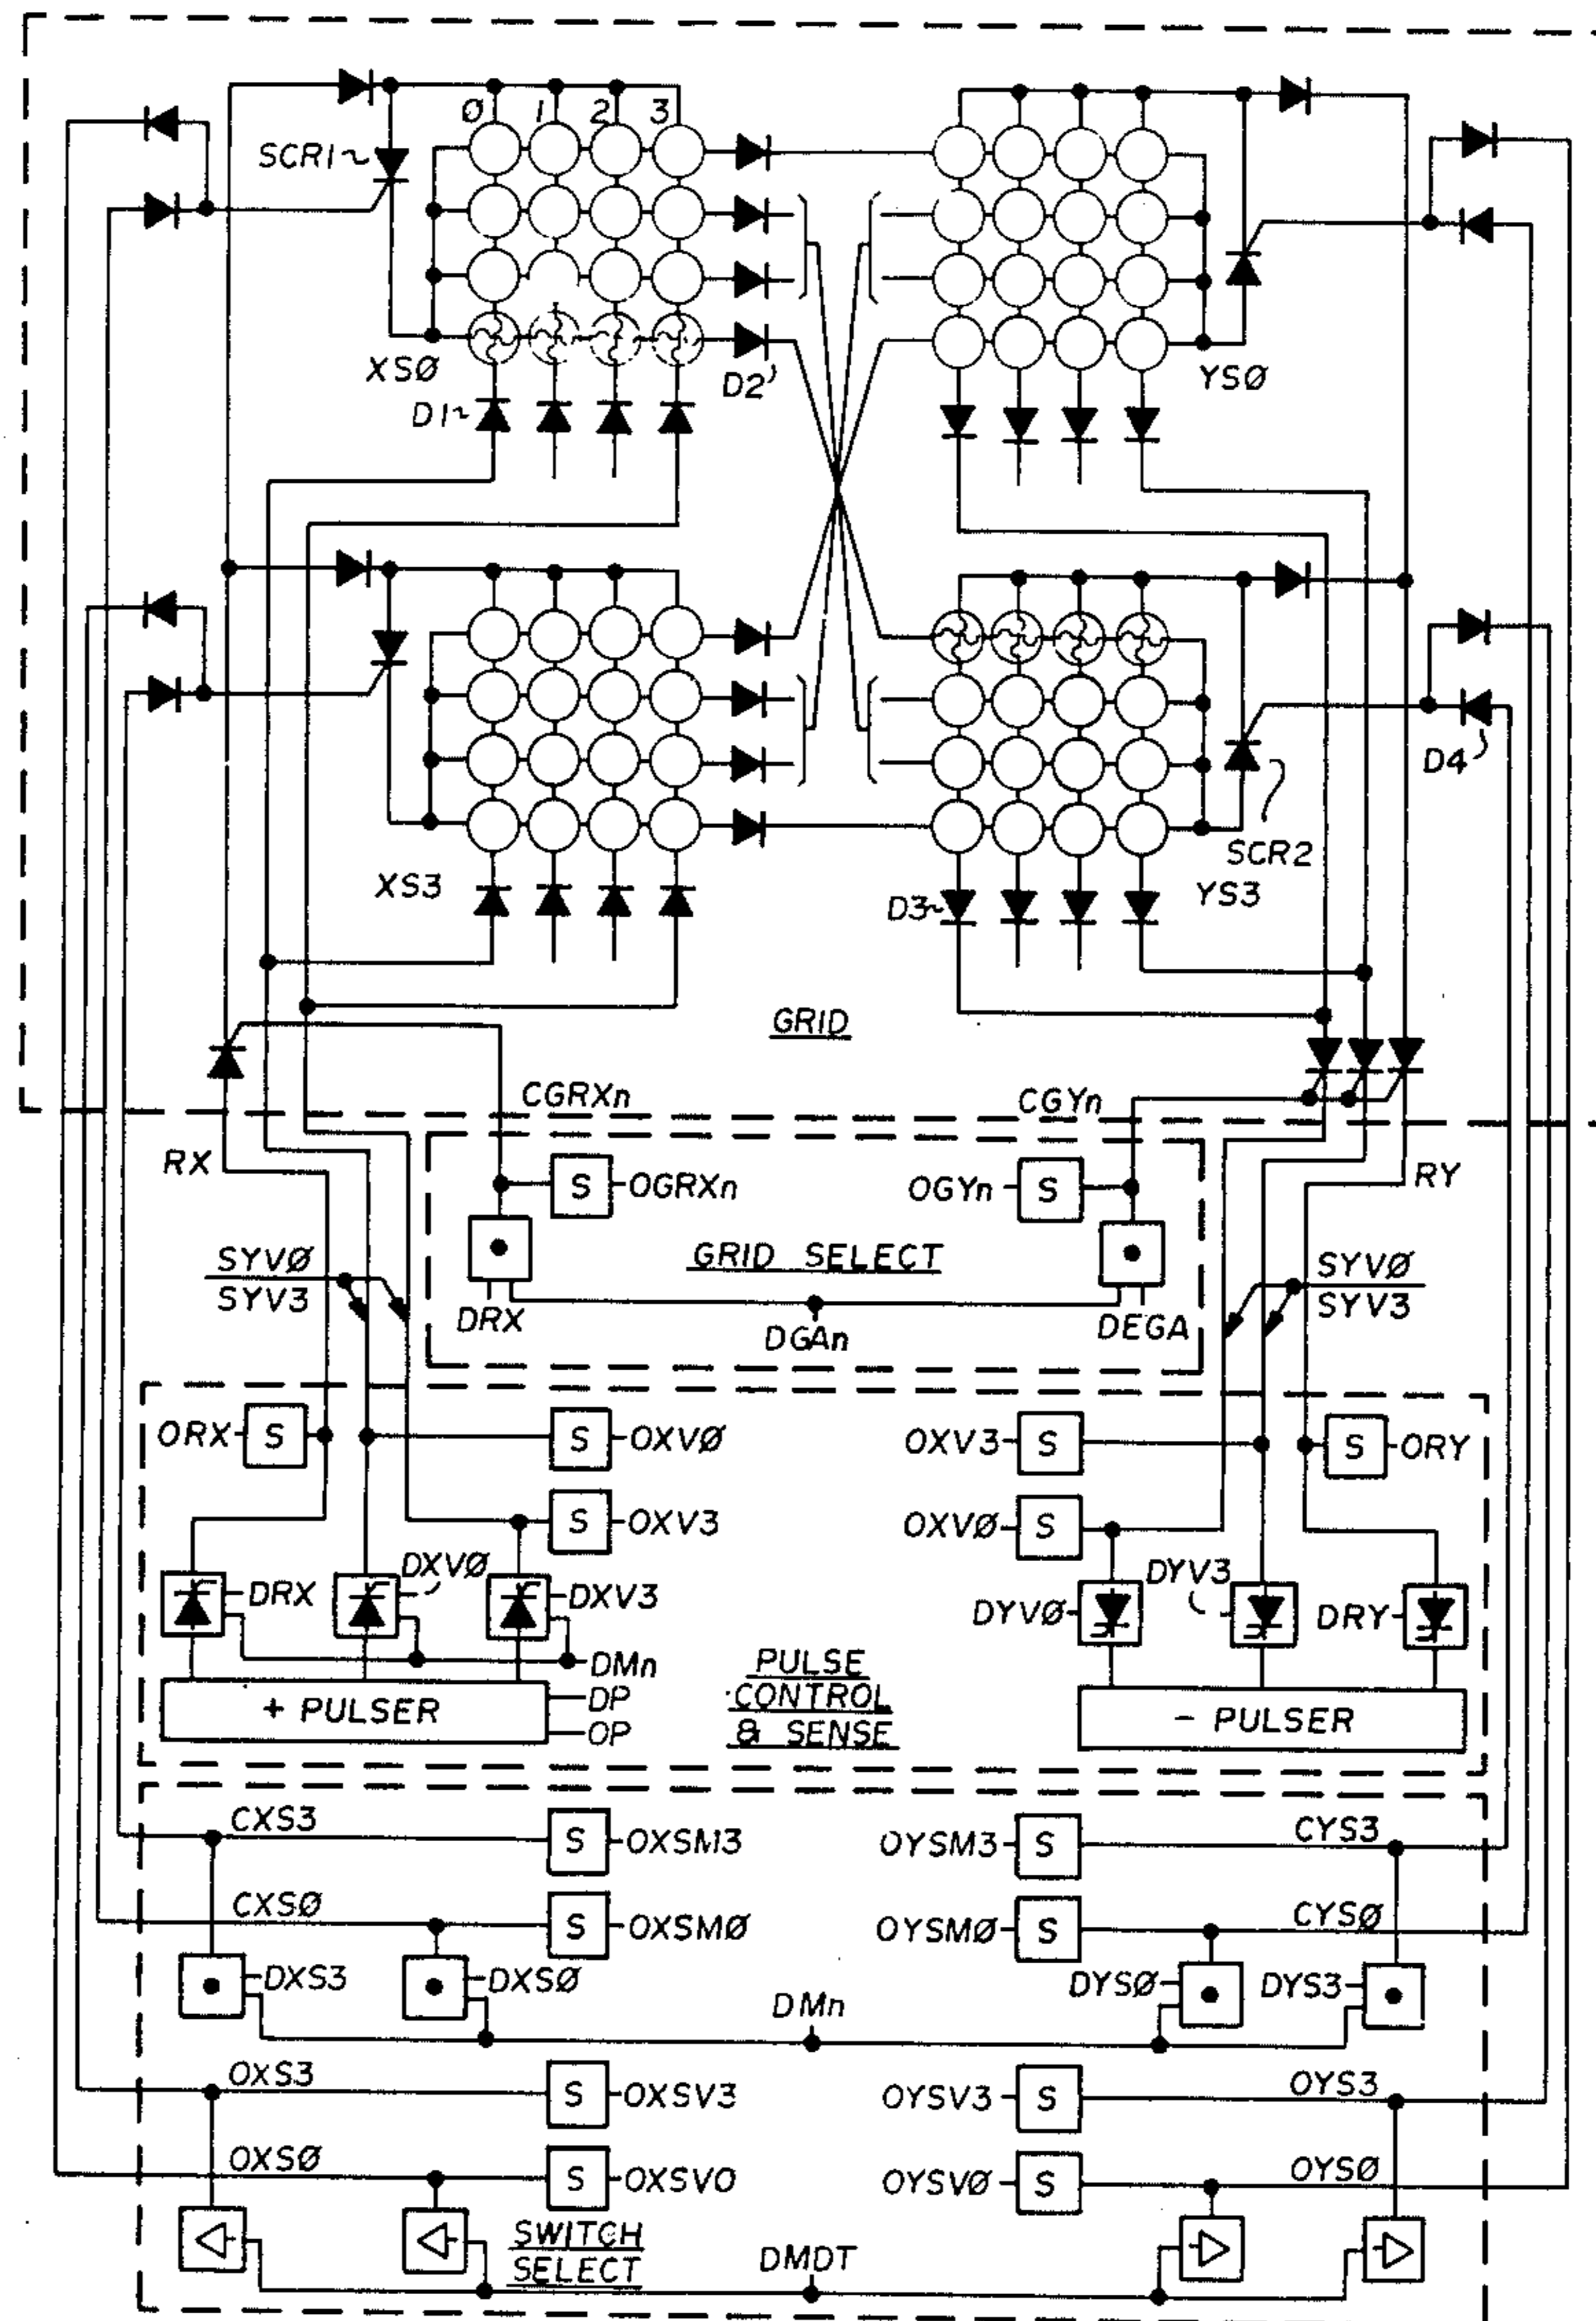 Ø 1 2 3
SCR1
XSØ
D2
YSØ
D1
D4
SCR2
XS3
D3
YS3
GRID
CGRXn
CGYn
RX
S
OGRXn
OGYn
S
RY
SYVØ
SYV3
GRID SELECT
SYVØ
SYV3
DRX
DGAn
DEGA
ORX
S
S
OXVØ
OXV3
S
S
ORY
S
OXV3
OXVØ
S
DRX
DXVØ
DXV3
DYVØ
DYV3
DRY
DMn
DP
OP
+ PULSER
PULSE
CONTROL
& SENSE
- PULSER
CXS3
S
OXSM3
OYSM3
S
CYS3
CXSØ
S
OXSMØ
OYSMØ
S
CYSØ
DXS3
DXSØ
DYSØ
DYS3
DMn
OXS3
S
OXSV3
OYSV3
S
OYS3
OXSØ
S
OXSVO
OYSVØ
S
OYSØ
SWITCH
SELECT
DMDT